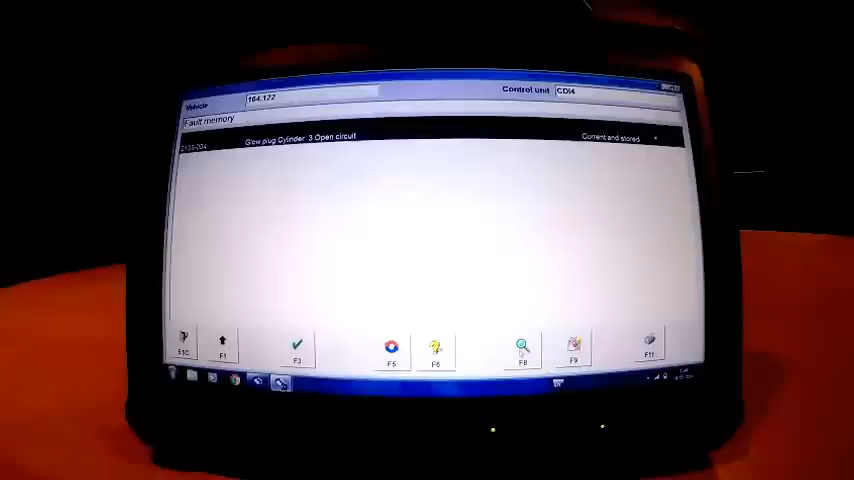 Vehicle 164.122 Control unit CDI4
Fault memory
Glow plug Cylinder 3 Open circuit Current and stored *
F1 F3 F5 F6 F8 F9 F11